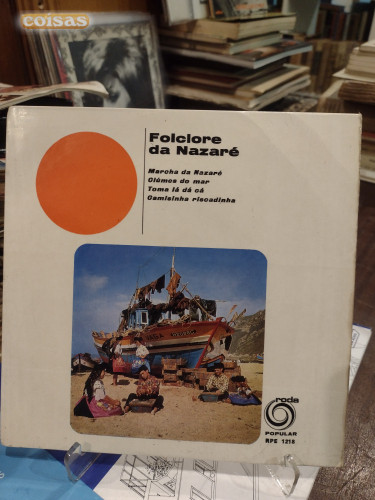 coisas
Folclore
da Nazaré
Marcha da Nazaré
Ciúmes do mar
Toma lá dá cá
Camisinha riscadinha
roda
POPULAR
RPE 1218